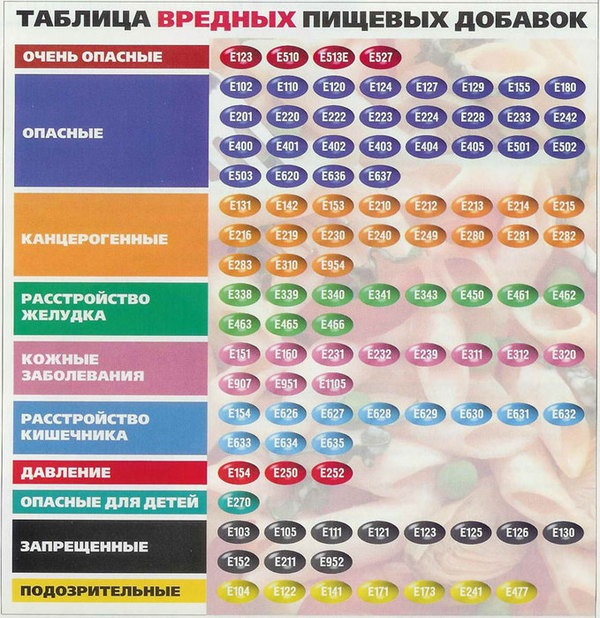 ТАБЛИЦА ВРЕДНЫХ ПИЩЕВЫХ ДОБАВОК
ОЧЕНЬ ОПАСНЫЕ
E123 E510 E513E E527
ОПАСНЫЕ
E102 E110 E120 E124 E127 E129 E155 E180
E201 E220 E222 E223 E224 E228 E233 E242
E400 E401 E402 E403 E404 E405 E501 E502
E503 E620 E636 E637
КАНЦЕРОГЕННЫЕ
E131 E142 E153 E210 E212 E213 E214 E215
E216 E219 E230 E240 E249 E280 E281 E282
E283 E310 E954
РАССТРОЙСТВО
ЖЕЛУДКА
E338 E339 E340 E341 E343 E450 E461 E462
E463 E465 E466
КОЖНЫЕ
ЗАБОЛЕВАНИЯ
E151 E160 E231 E232 E239 E311 E312 E320
E907 E951 E1105
РАССТРОЙСТВО
КИШЕЧНИКА
E154 E626 E627 E628 E629 E630 E631 E632
E633 E634 E635
ДАВЛЕНИЕ
E154 E250 E252
ОПАСНЫЕ ДЛЯ ДЕТЕЙ
E270
ЗАПРЕЩЕННЫЕ
E103 E105 E111 E121 E123 E125 E126 E130
E152 E211 E952
ПОДОЗРИТЕЛЬНЫЕ
E104 E122 E141 E171 E173 E241 E477